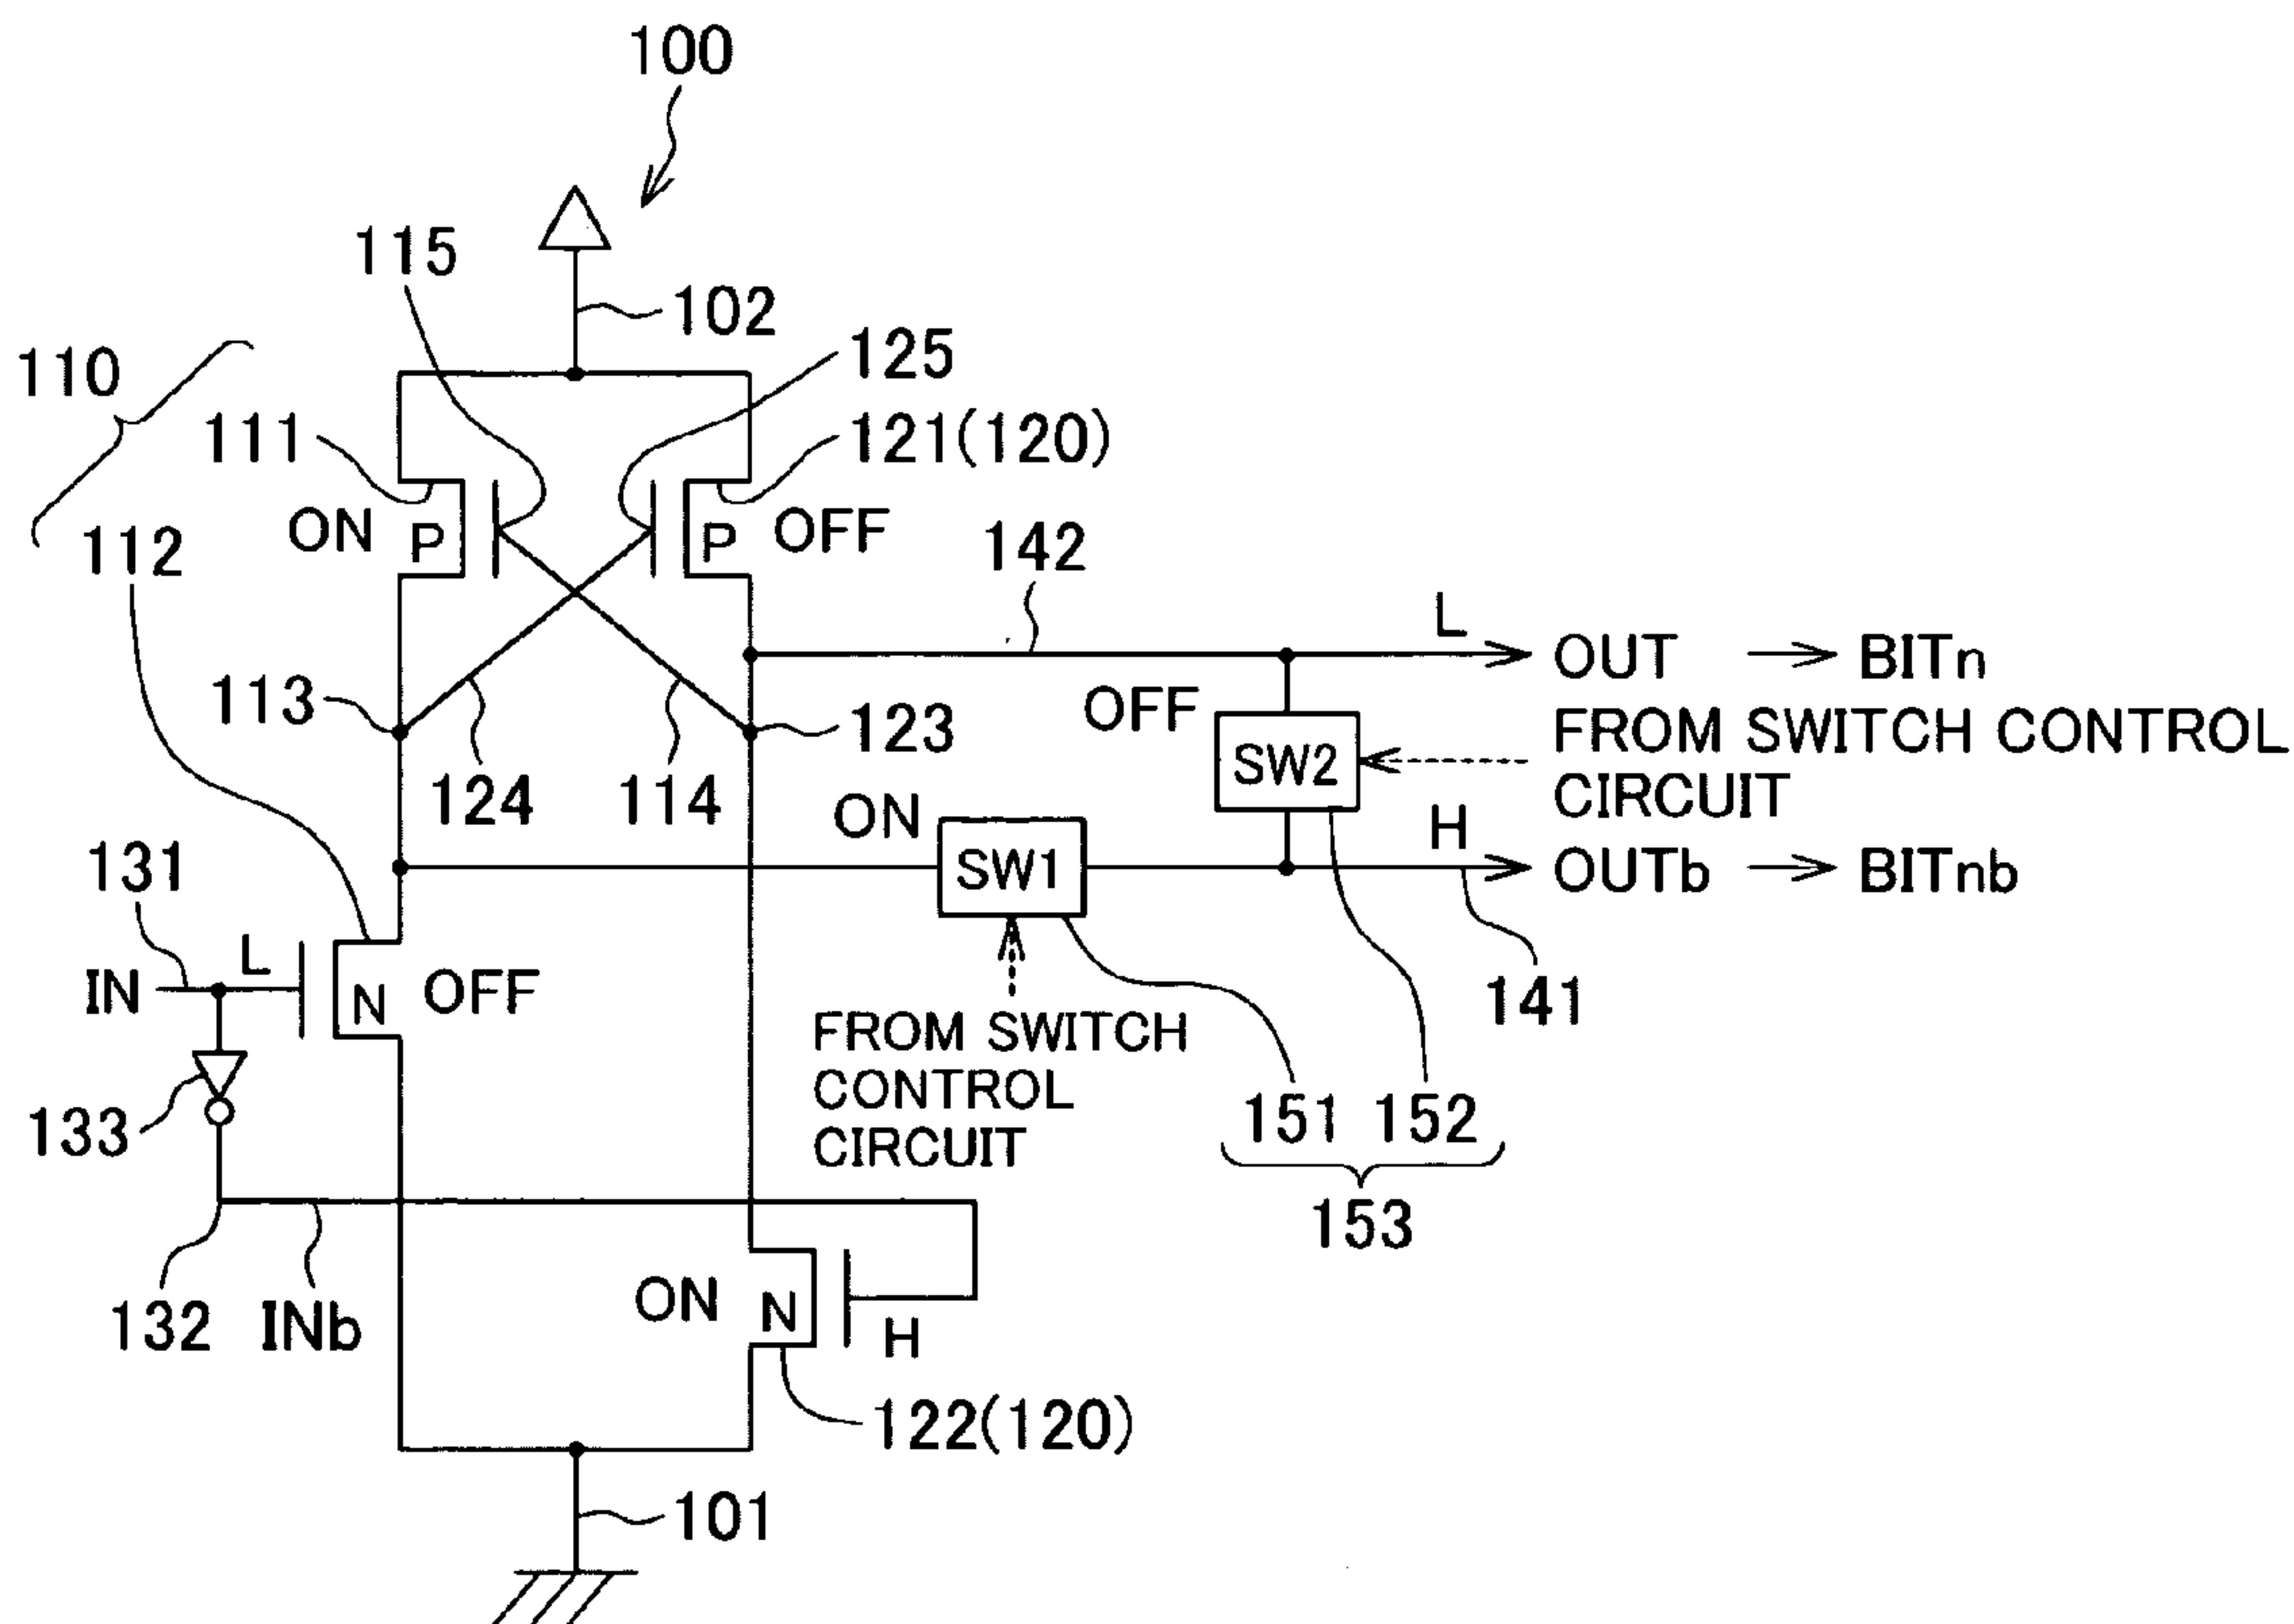 100
115
102
110
125
111
121(120)
ON
P
P
OFF
112
142
L
OUT
BITn
113
123
OFF
FROM SWITCH CONTROL
CIRCUIT
SW2
124
114
ON
H
131
SW1
OUTb
BITnb
IN
L
N
OFF
141
FROM SWITCH
CONTROL
CIRCUIT
133
151
152
153
132
INb
ON
N
H
122(120)
101